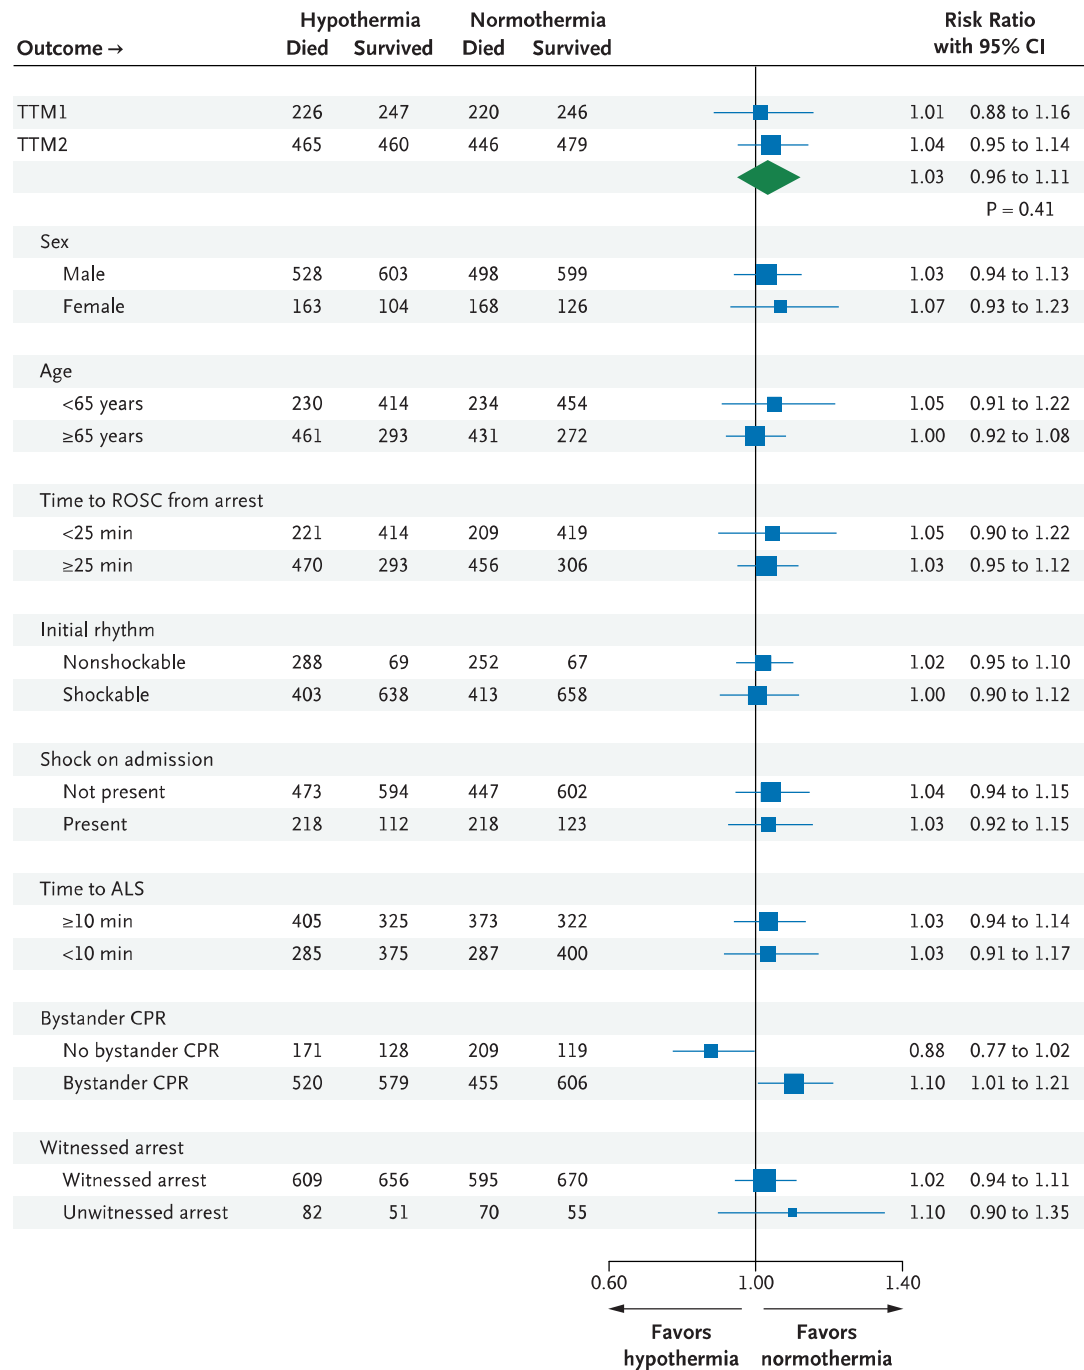 Hypothermia Normothermia Risk Ratio
Outcome → Died Survived Died Survived with 95% CI
TTM1 226 247 220 246 1.01 0.88 to 1.16
TTM2 465 460 446 479 1.04 0.95 to 1.14
1.03 0.96 to 1.11
P = 0.41
Sex
Male 528 603 498 599 1.03 0.94 to 1.13
Female 163 104 168 126 1.07 0.93 to 1.23
Age
<65 years 230 414 234 454 1.05 0.91 to 1.22
≥65 years 461 293 431 272 1.00 0.92 to 1.08
Time to ROSC from arrest
<25 min 221 414 209 419 1.05 0.90 to 1.22
≥25 min 470 293 456 306 1.03 0.95 to 1.12
Initial rhythm
Nonshockable 288 69 252 67 1.02 0.95 to 1.10
Shockable 403 638 413 658 1.00 0.90 to 1.12
Shock on admission
Not present 473 594 447 602 1.04 0.94 to 1.15
Present 218 112 218 123 1.03 0.92 to 1.15
Time to ALS
≥10 min 405 325 373 322 1.03 0.94 to 1.14
<10 min 285 375 287 400 1.03 0.91 to 1.17
Bystander CPR
No bystander CPR 171 128 209 119 0.88 0.77 to 1.02
Bystander CPR 520 579 455 606 1.10 1.01 to 1.21
Witnessed arrest
Witnessed arrest 609 656 595 670 1.02 0.94 to 1.11
Unwitnessed arrest 82 51 70 55 1.10 0.90 to 1.35
0.60 1.00 1.40
Favors Favors
hypothermia normothermia